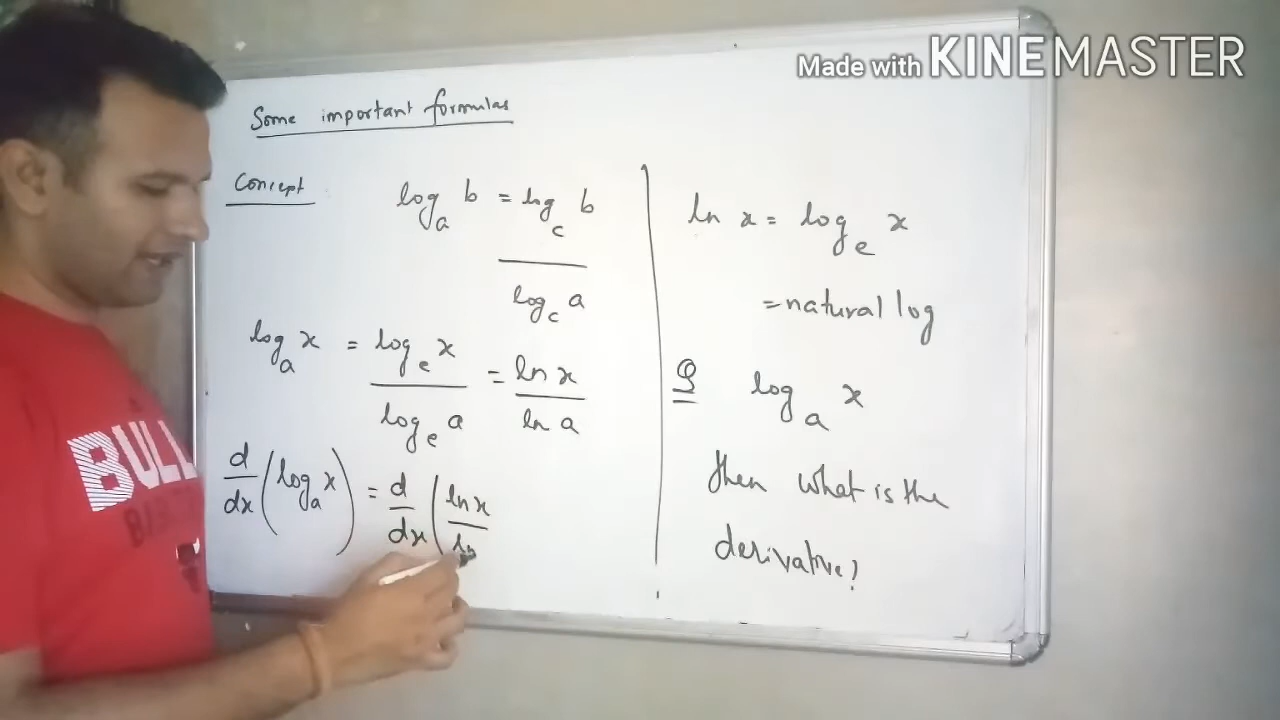 Made with KINEMASTER
Some important formulas
Concept
log_a b = log_c b / log_c a
log_a x = log_e x / log_e a = ln x / ln a
d/dx (log_a x) = d/dx ( ln x / ln
ln x = log_e x
= natural log
Q log_a x
then what is the
derivative?
BULL